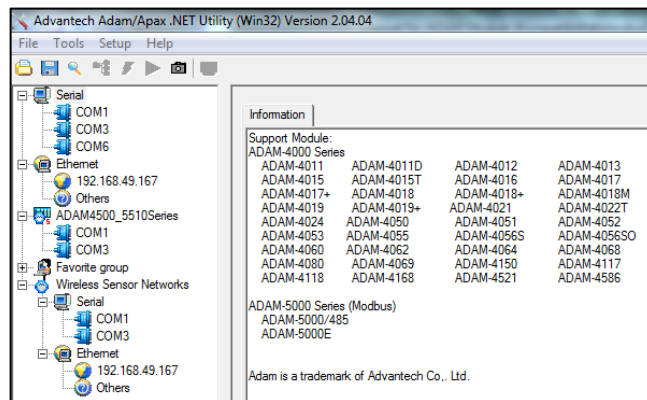 Advantech Adam/Apax .NET Utility (Win32) Version 2.04.04
File Tools Setup Help
Serial
COM1
COM3
COM6
Ethernet
192.168.49.167
Others
ADAM4500_5510Series
COM1
COM3
Favorite group
Wireless Sensor Networks
Serial
COM1
COM3
Ethernet
192.168.49.167
Others
Information
Support Module:
ADAM-4000 Series
ADAM-4011 ADAM-4011D ADAM-4012 ADAM-4013
ADAM-4015 ADAM-4015T ADAM-4016 ADAM-4017
ADAM-4017+ ADAM-4018 ADAM-4018+ ADAM-4018M
ADAM-4019 ADAM-4019+ ADAM-4021 ADAM-4022T
ADAM-4024 ADAM-4050 ADAM-4051 ADAM-4052
ADAM-4053 ADAM-4055 ADAM-4056S ADAM-4056SO
ADAM-4060 ADAM-4062 ADAM-4064 ADAM-4068
ADAM-4080 ADAM-4069 ADAM-4150 ADAM-4117
ADAM-4118 ADAM-4168 ADAM-4521 ADAM-4586
ADAM-5000 Series (Modbus)
ADAM-5000/485
ADAM-5000E
Adam is a trademark of Advantech Co,. Ltd.